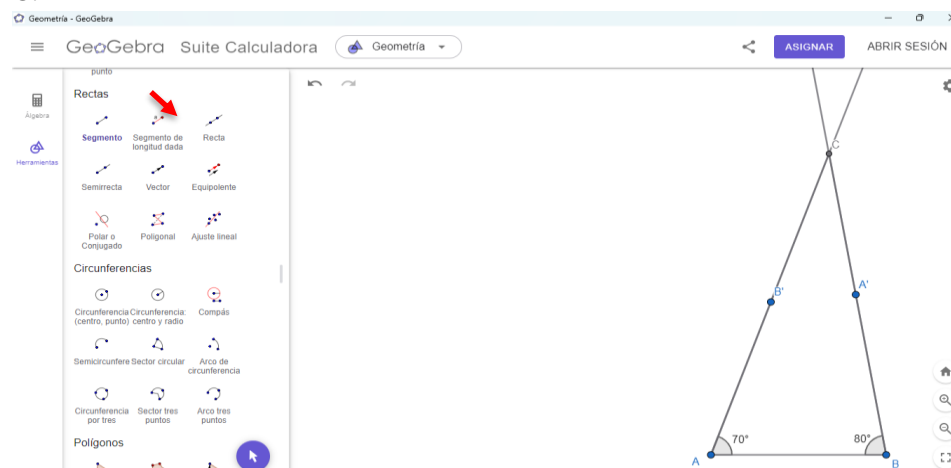 Geometría - GeoGebra
GeoGebra Suite Calculadora Geometría ASIGNAR ABRIR SESIÓN
punto
Álgebra
Herramientas
Rectas
Segmento Segmento de longitud dada Recta
Semirrecta Vector Equipolente
Polar o Conjugado Poligonal Ajuste lineal
Circunferencias
Circunferencia (centro, punto) Circunferencia: centro y radio Compás
Semicircunfere Sector circular Arco de circunferencia
Circunferencia por tres Sector tres puntos Arco tres puntos
Polígonos
C
B'
A'
70°
80°
A
B